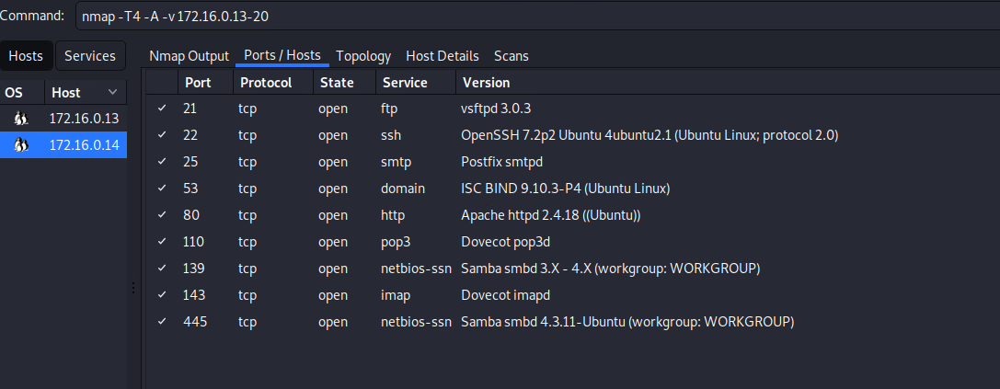 Command: nmap -T4 -A -v 172.16.0.13-20
Hosts Services Nmap Output Ports / Hosts Topology Host Details Scans
OS Host Port Protocol State Service Version
172.16.0.13 21 tcp open ftp vsftpd 3.0.3
172.16.0.14 22 tcp open ssh OpenSSH 7.2p2 Ubuntu 4ubuntu2.1 (Ubuntu Linux; protocol 2.0)
25 tcp open smtp Postfix smtpd
53 tcp open domain ISC BIND 9.10.3-P4 (Ubuntu Linux)
80 tcp open http Apache httpd 2.4.18 ((Ubuntu))
110 tcp open pop3 Dovecot pop3d
139 tcp open netbios-ssn Samba smbd 3.X - 4.X (workgroup: WORKGROUP)
143 tcp open imap Dovecot imapd
445 tcp open netbios-ssn Samba smbd 4.3.11-Ubuntu (workgroup: WORKGROUP)